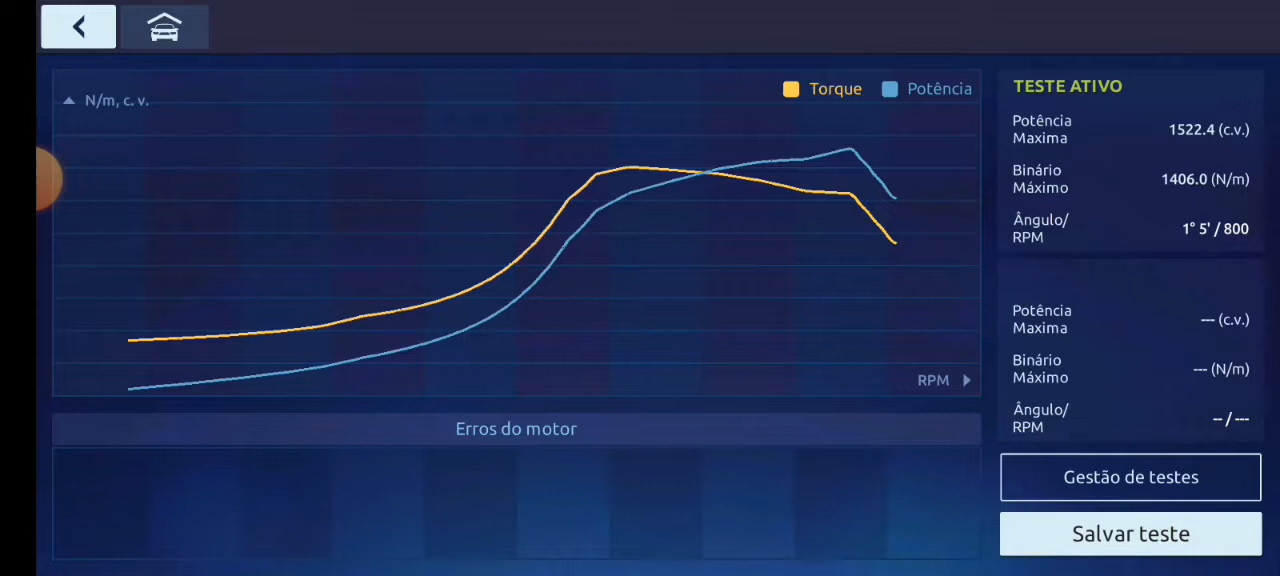 N/m, c. v.
Torque
Potência
RPM
Erros do motor
TESTE ATIVO
Potência
Maxima
1522.4 (c.v.)
Binário
Máximo
1406.0 (N/m)
Ângulo/
RPM
1° 5' / 800
Potência
Maxima
--- (c.v.)
Binário
Máximo
--- (N/m)
Ângulo/
RPM
-- / ---
Gestão de testes
Salvar teste